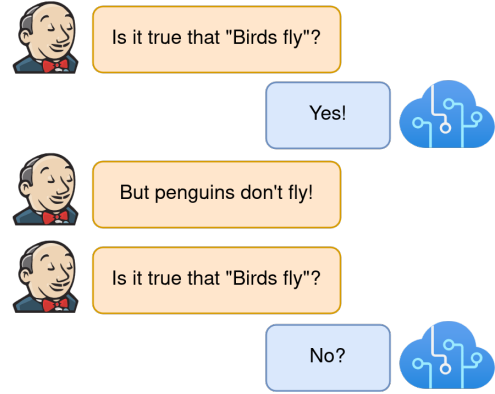 Is it true that "Birds fly"?
Yes!
But penguins don't fly!
Is it true that "Birds fly"?
No?